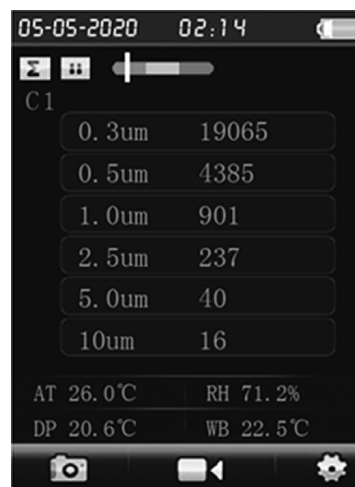 05-05-2020 02:14
Σ
C1
0.3um 19065
0.5um 4385
1.0um 901
2.5um 237
5.0um 40
10um 16
AT 26.0℃ RH 71.2%
DP 20.6℃ WB 22.5℃